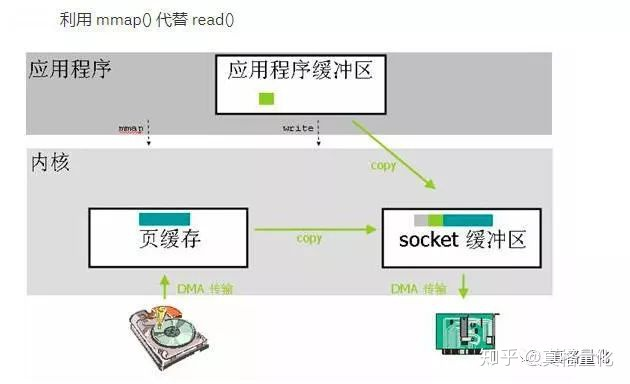 利用 mmap() 代替 read()
应用程序
应用程序缓冲区
mmap
write
内核
copy
页缓存
copy
socket 缓冲区
DMA 传输
DMA 传输
知乎 @真格量化